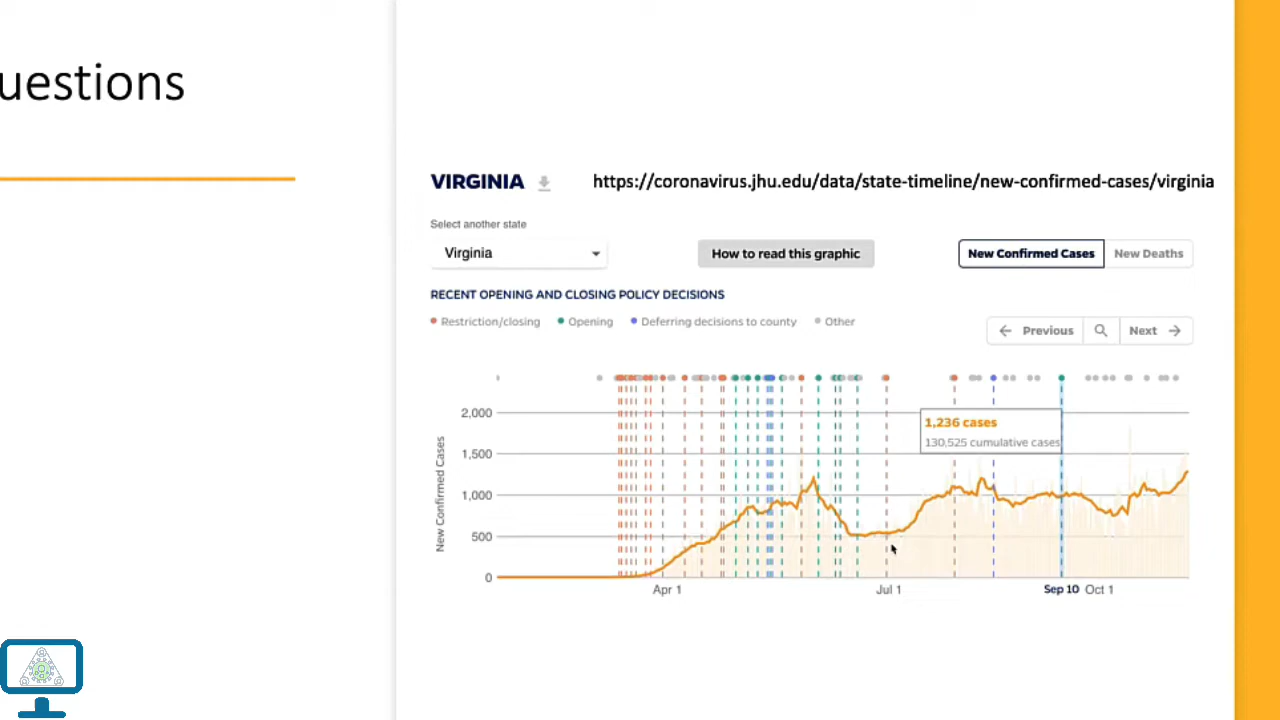 uestions
VIRGINIA
https://coronavirus.jhu.edu/data/state-timeline/new-confirmed-cases/virginia
Select another state
Virginia
How to read this graphic
New Confirmed Cases
New Deaths
RECENT OPENING AND CLOSING POLICY DECISIONS
Restriction/closing
Opening
Deferring decisions to county
Other
Previous
Next
2,000
1,500
1,000
500
0
New Confirmed Cases
1,236 cases
130,525 cumulative cases
Apr 1
Jul 1
Sep 10
Oct 1